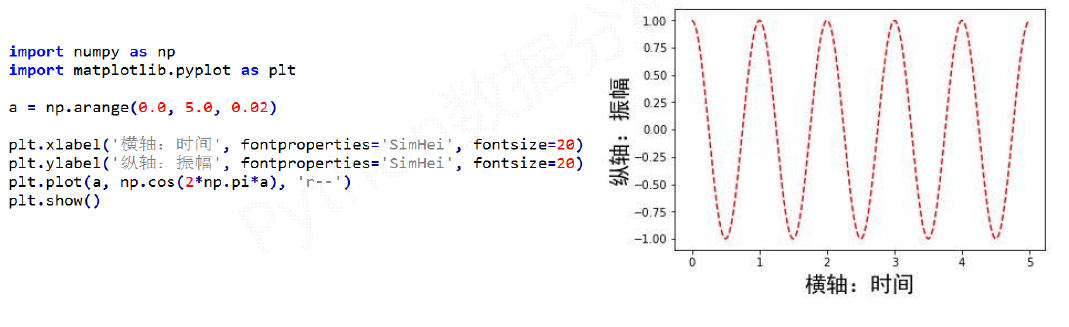 import numpy as np
import matplotlib.pyplot as plt
a = np.arange(0.0, 5.0, 0.02)
plt.xlabel('横轴：时间', fontproperties='SimHei', fontsize=20)
plt.ylabel('纵轴：振幅', fontproperties='SimHei', fontsize=20)
plt.plot(a, np.cos(2*np.pi*a), 'r--')
plt.show()
Python数据分
纵轴：振幅
1.00
0.75
0.50
0.25
0.00
−0.25
−0.50
−0.75
−1.00
0 1 2 3 4 5
横轴：时间